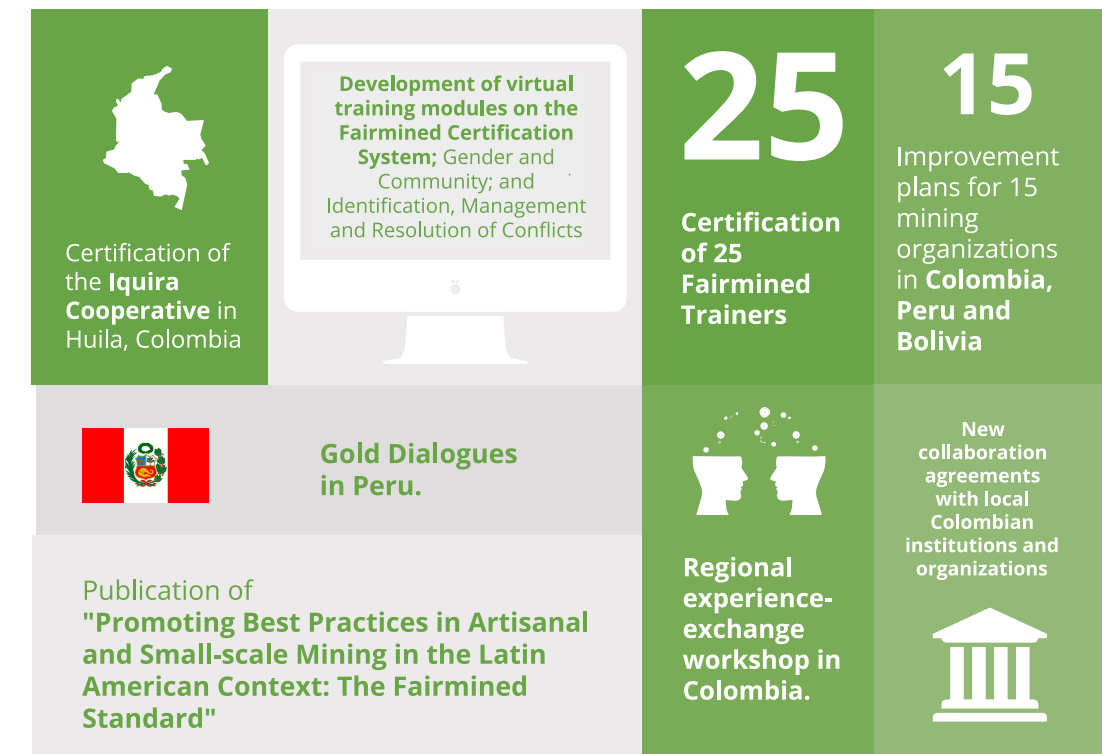 Certification of
the Iquira
Cooperative in
Huila, Colombia
Development of virtual
training modules on the
Fairmined Certification
System; Gender and
Community; and
Identification, Management
and Resolution of Conflicts
25
Certification
of 25
Fairmined
Trainers
15
Improvement
plans for 15
mining
organizations
in Colombia,
Peru and
Bolivia
Gold Dialogues
in Peru.
Publication of
"Promoting Best Practices in Artisanal
and Small-scale Mining in the Latin
American Context: The Fairmined
Standard"
Regional
experience-
exchange
workshop in
Colombia.
New
collaboration
agreements
with local
Colombian
institutions and
organizations